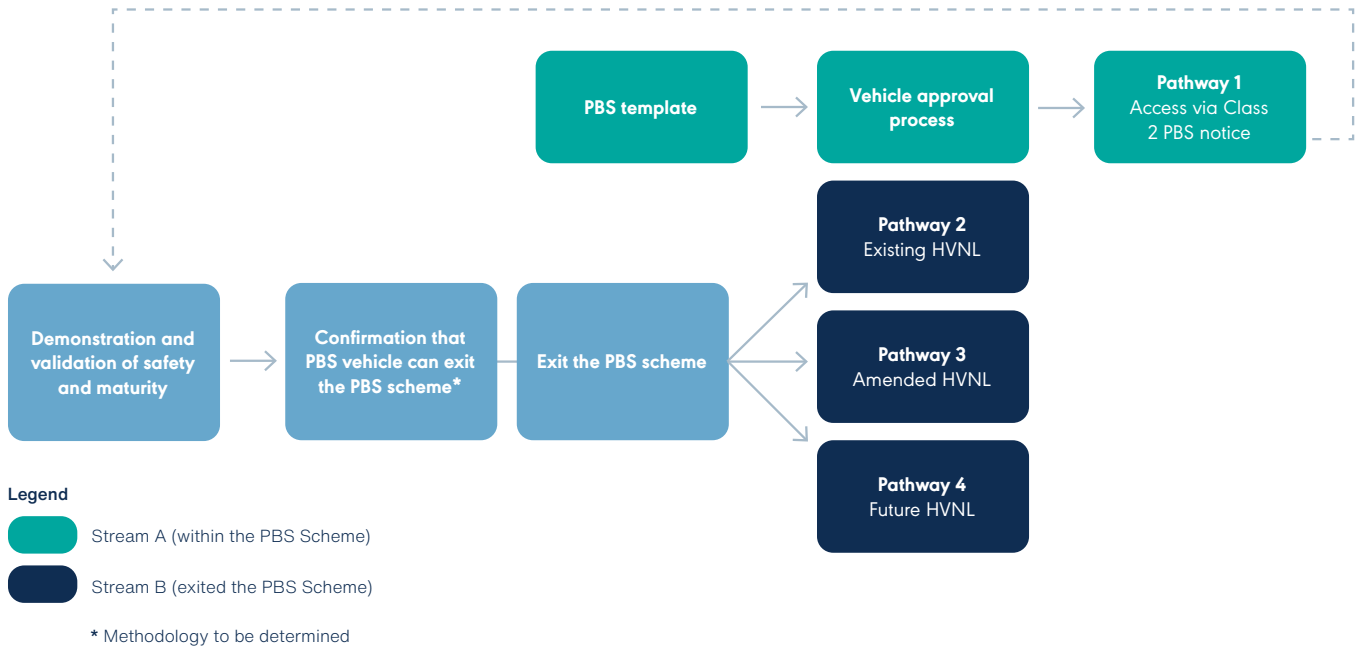 PBS template
Vehicle approval
process
Pathway 1
Access via Class
2 PBS notice
Pathway 2
Existing HVNL
Demonstration and
validation of safety
and maturity
Confirmation that
PBS vehicle can exit
the PBS scheme*
Exit the PBS scheme
Pathway 3
Amended HVNL
Pathway 4
Future HVNL
Legend
Stream A (within the PBS Scheme)
Stream B (exited the PBS Scheme)
* Methodology to be determined